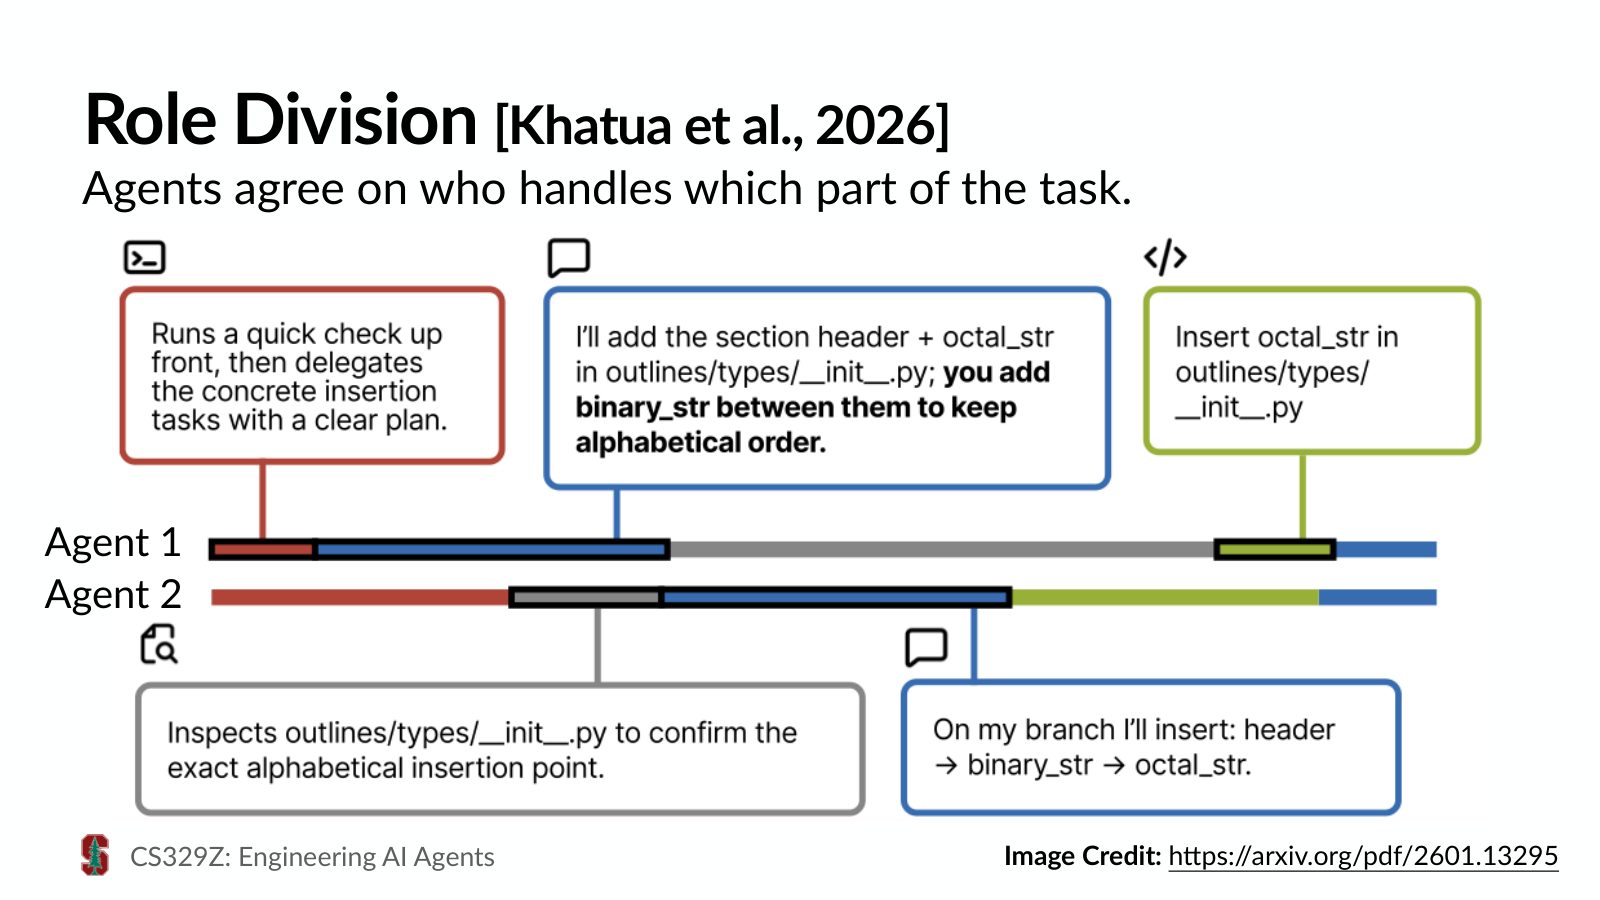 Role Division [Khatua et al., 2026]
Agents agree on who handles which part of the task.
Runs a quick check up
front, then delegates
the concrete insertion
tasks with a clear plan.
I’ll add the section header + octal_str
in outlines/types/__init__.py; you add
binary_str between them to keep
alphabetical order.
Insert octal_str in
outlines/types/
__init__.py
Agent 1
Agent 2
Inspects outlines/types/__init__.py to confirm the
exact alphabetical insertion point.
On my branch I’ll insert: header
→ binary_str → octal_str.
CS329Z: Engineering AI Agents
Image Credit: https://arxiv.org/pdf/2601.13295